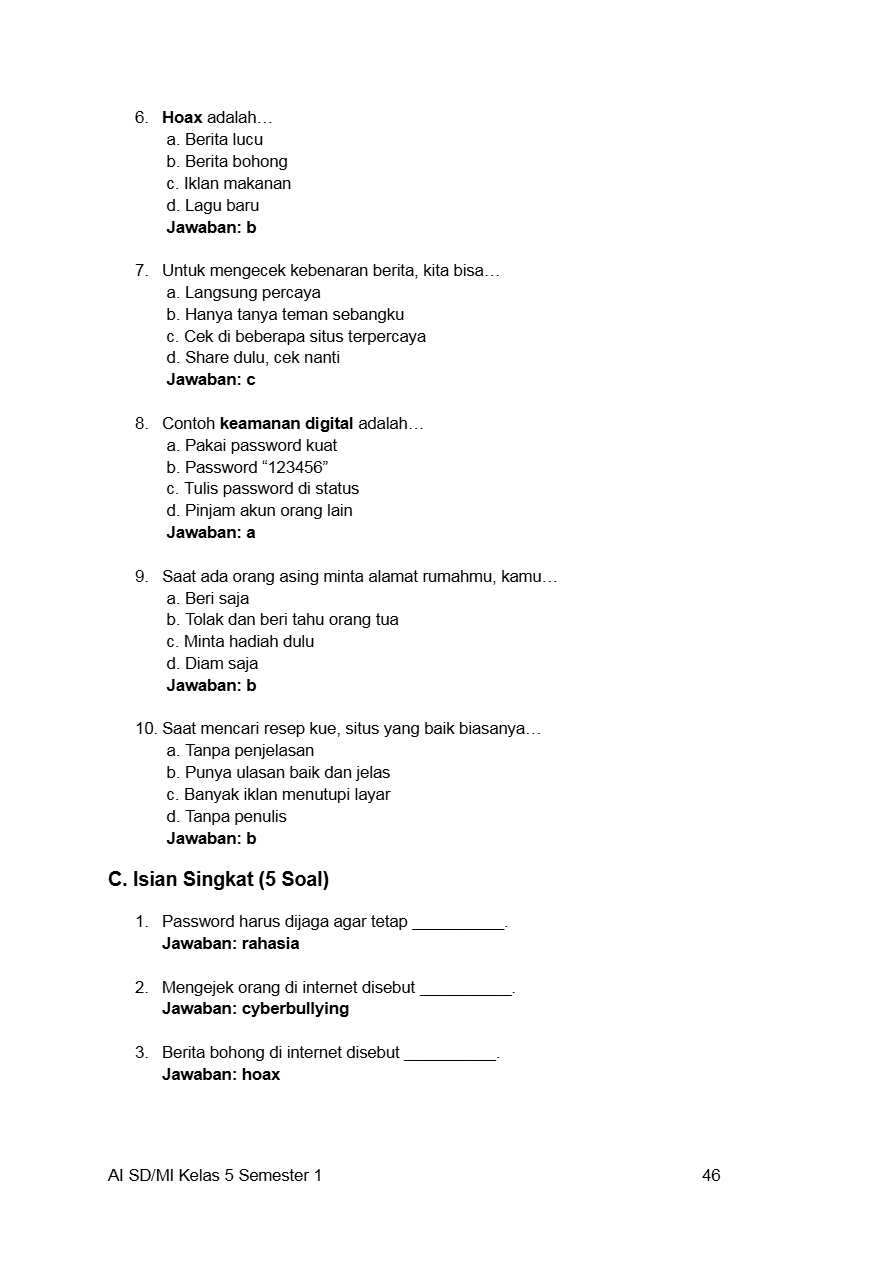 6. Hoax adalah…
a. Berita lucu
b. Berita bohong
c. Iklan makanan
d. Lagu baru
Jawaban: b
7. Untuk mengecek kebenaran berita, kita bisa…
a. Langsung percaya
b. Hanya tanya teman sebangku
c. Cek di beberapa situs terpercaya
d. Share dulu, cek nanti
Jawaban: c
8. Contoh keamanan digital adalah…
a. Pakai password kuat
b. Password “123456”
c. Tulis password di status
d. Pinjam akun orang lain
Jawaban: a
9. Saat ada orang asing minta alamat rumahmu, kamu…
a. Beri saja
b. Tolak dan beri tahu orang tua
c. Minta hadiah dulu
d. Diam saja
Jawaban: b
10. Saat mencari resep kue, situs yang baik biasanya…
a. Tanpa penjelasan
b. Punya ulasan baik dan jelas
c. Banyak iklan menutupi layar
d. Tanpa penulis
Jawaban: b
C. Isian Singkat (5 Soal)
1. Password harus dijaga agar tetap __________.
Jawaban: rahasia
2. Mengejek orang di internet disebut __________.
Jawaban: cyberbullying
3. Berita bohong di internet disebut __________.
Jawaban: hoax
AI SD/MI Kelas 5 Semester 1 46